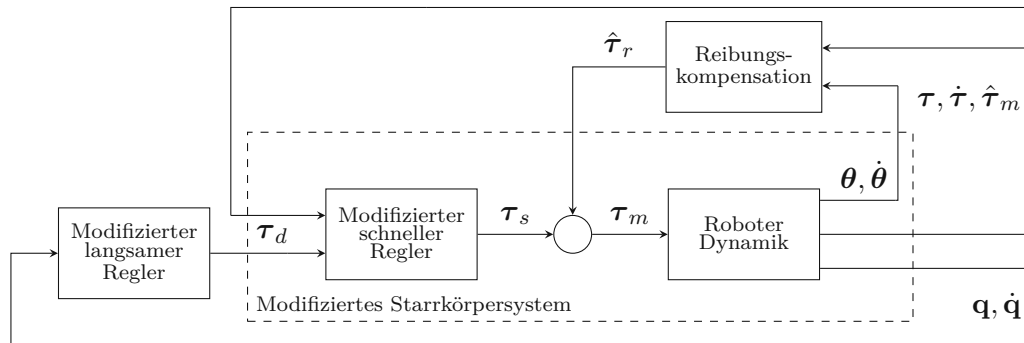 τ̂_r
Reibungs-
kompensation
τ, τ̇, τ̂_m
θ, θ̇
Modifizierter
langsamer
Regler
τ_d
Modifizierter
schneller
Regler
τ_s
τ_m
Roboter
Dynamik
Modifiziertes Starrkörpersystem
q, q̇